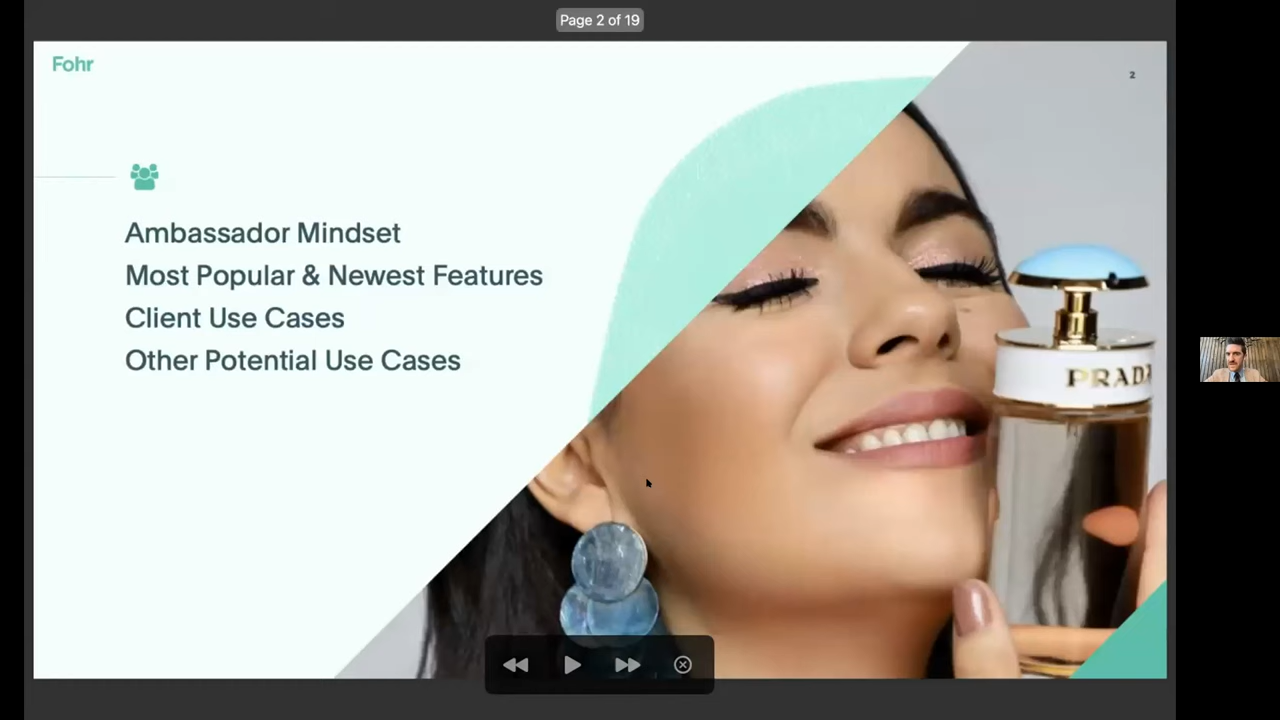 Page 2 of 19
Fohr
2
Ambassador Mindset
Most Popular & Newest Features
Client Use Cases
Other Potential Use Cases
PRADA